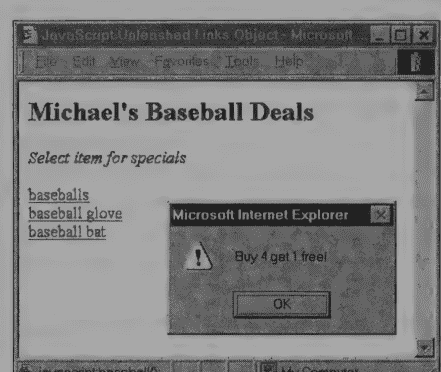 JavaScript Unleashed Links Object - Microsoft
File Edit View Favorites Tools Help
Michael's Baseball Deals
Select item for specials
baseballs
baseball glove
baseball bat
Microsoft Internet Explorer
Buy 4 get 1 free!
OK
My Computer